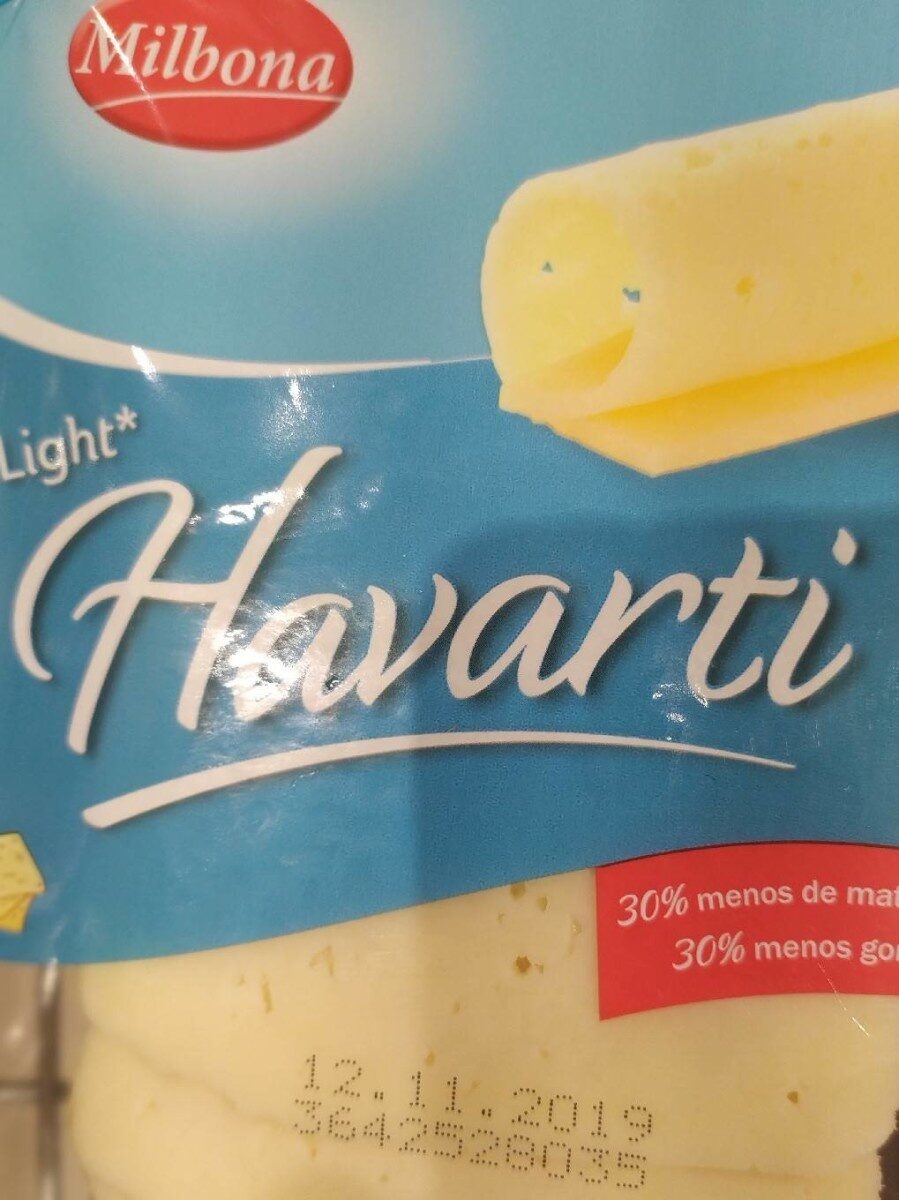 Milbona
Light*
Havarti
30% menos de
30% menos
12.11.2019
3642528035